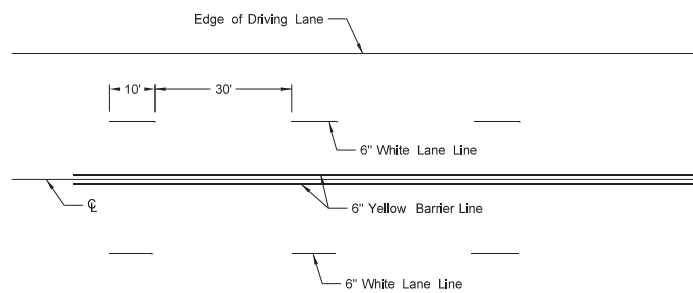 Edge of Driving Lane
10' 30'
6" White Lane Line
℄
6" Yellow Barrier Line
6" White Lane Line